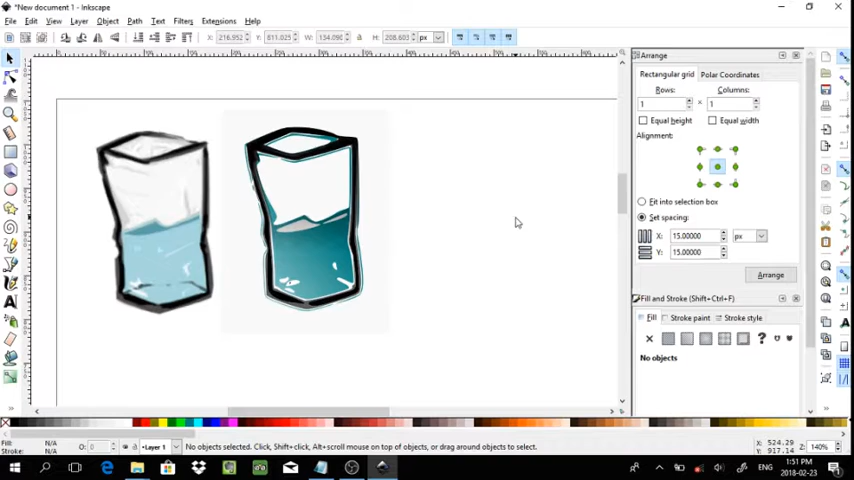 *New document 1 - Inkscape
File Edit View Layer Object Path Text Filters Extensions Help
X: 216.952 Y: 811.025 W: 134.090 H: 208.603 px
Arrange
Rectangular grid Polar Coordinates
Rows: Columns:
1 × 1
Equal height Equal width
Alignment:
Fit into selection box
Set spacing:
X: 15.00000 px
Y: 15.00000
Arrange
Fill and Stroke (Shift+Ctrl+F)
Fill Stroke paint Stroke style
?
No objects
Fill: N/A
Stroke: N/A
O: 0
Layer 1
No objects selected. Click, Shift+click, Alt+scroll mouse on top of objects, or drag around objects to select.
X: 524.29
Y: 917.14
Z: 140%
ENG
1:51 PM
2018-02-23